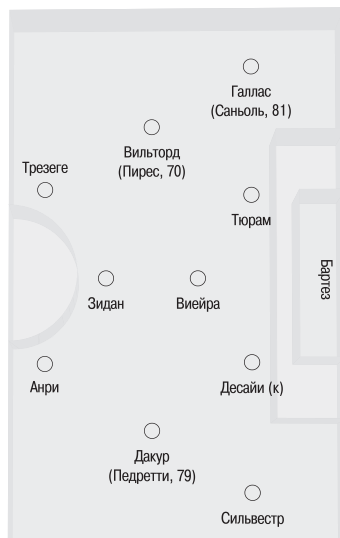 Галлас
(Саньоль, 81)
Вильторд
(Пирес, 70)
Трезеге
Тюрам
Бартез
Зидан
Виейра
Анри
Десайи (к)
Дакур
(Педретти, 79)
Сильвестр